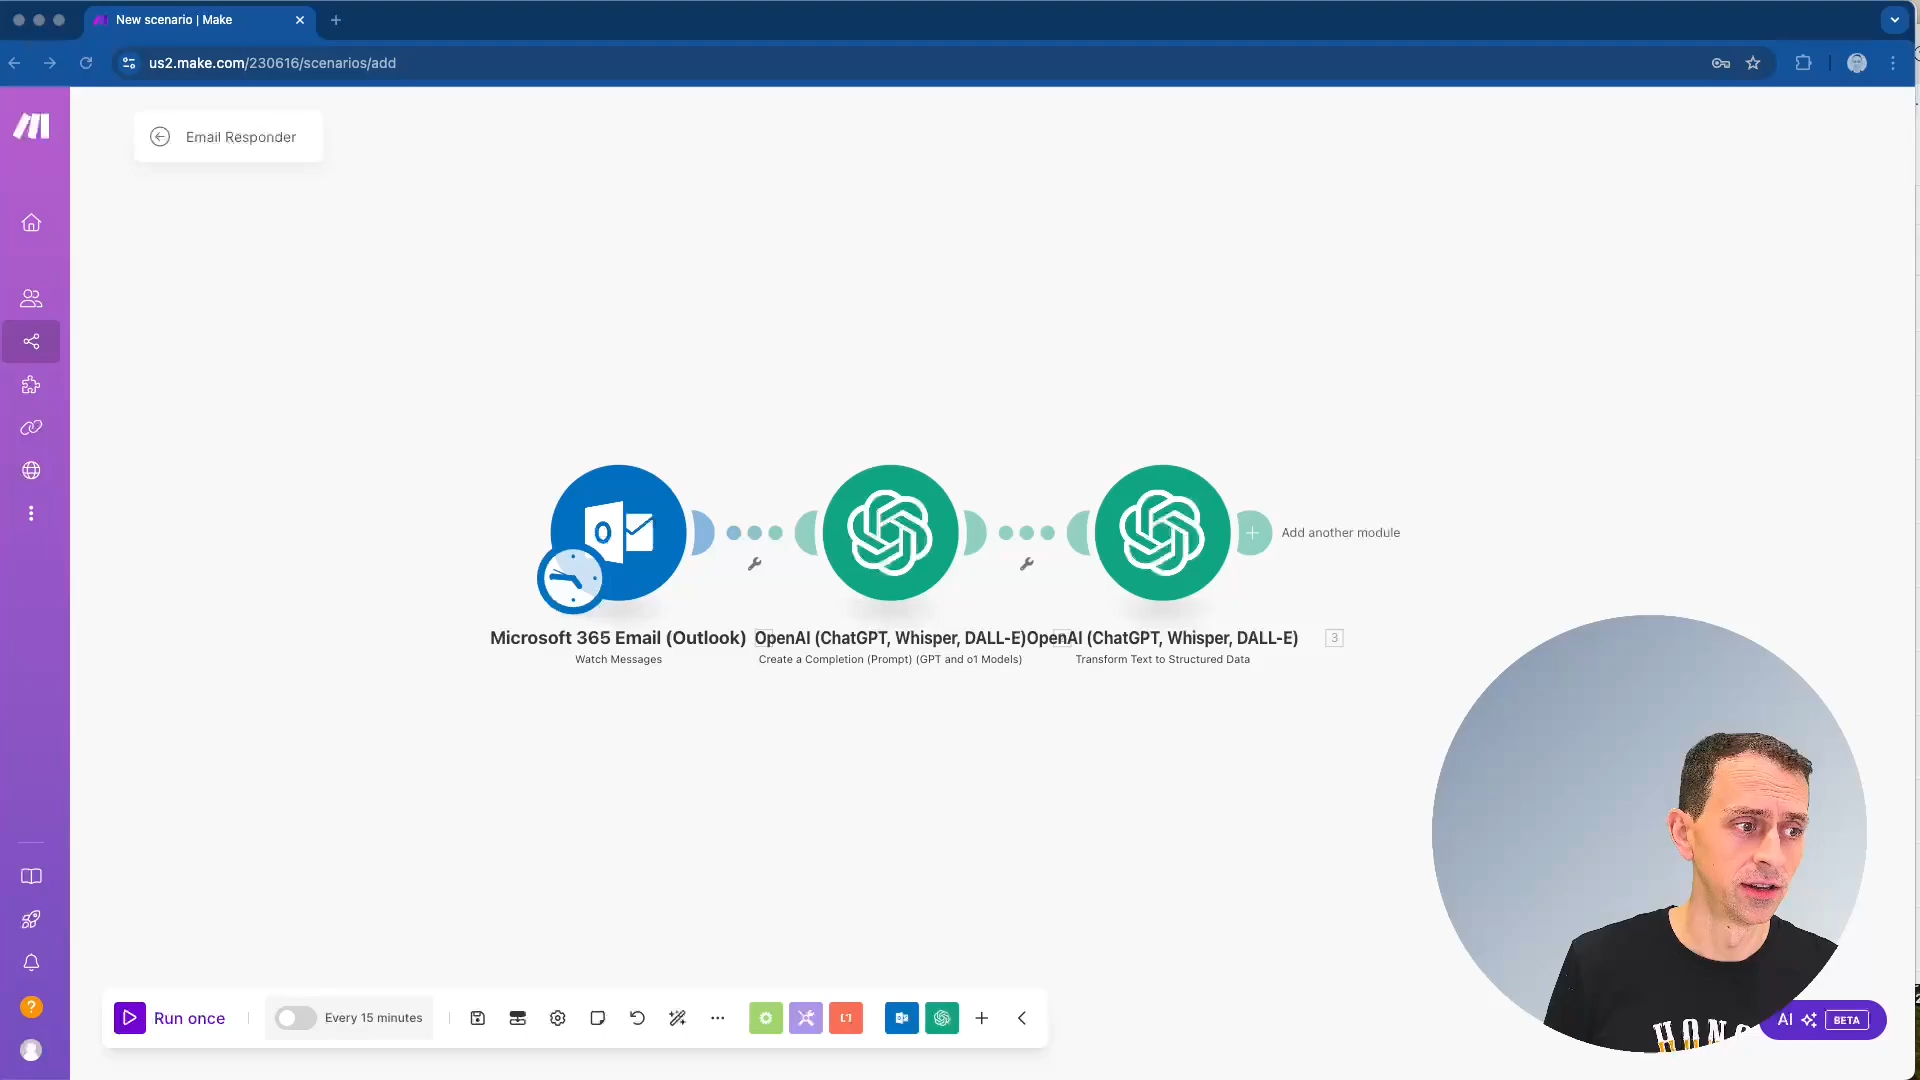 New scenario | Make
us2.make.com/230616/scenarios/add
Email Responder
Add another module
Microsoft 365 Email (Outlook)
Watch Messages
OpenAI (ChatGPT, Whisper, DALL-E)
Create a Completion (Prompt) (GPT and o1 Models)
OpenAI (ChatGPT, Whisper, DALL-E)
3
Transform Text to Structured Data
Run once
Every 15 minutes
AI
BETA
?